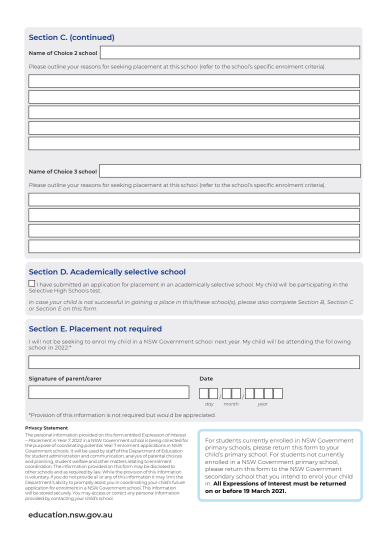 Section C. (continued)
Name of Choice 2 school
Please outline your reasons for seeking placement at this school (refer to the school's specific enrolment criteria).
Name of Choice 3 school
Please outline your reasons for seeking placement at this school (refer to the school's specific enrolment criteria).
Section D. Academically selective school
I have submitted an application for placement in an academically selective school. My child will be participating in the
Selective High Schools test.
In case your child is not successful in gaining a place in this/these school(s), please also complete Section B, Section C
or Section E on this form.
Section E. Placement not required
I will not be seeking to enrol my child in a NSW Government school next year. My child will be attending the following
school in 2022:*
Signature of parent/carer
Date
/ /
day month year
*Provision of this information is not required but would be appreciated.
Privacy Statement
The personal information provided on this form entitled Expression of Interest
– Placement in Year 7, 2022 in a NSW Government school is being collected for
the purpose of coordinating potential Year 7 enrolment applications in NSW
Government schools. It will be used by staff of the Department of Education
for student administration and communication, analysis of parental choices
and planning, student welfare and other matters relating to enrolment
coordination. The information provided on this form may be disclosed to
other schools and as required by law. While the provision of this information
is voluntary, if you do not provide all or any of this information it may limit the
Department's ability to promptly assist you in coordinating your child's future
application for enrolment in a NSW Government school. This information
will be stored securely. You may access or correct any personal information
provided by contacting your child's school.
For students currently enrolled in NSW Government
primary schools, please return this form to your
child's primary school. For students not currently
enrolled in a NSW Government primary school,
please return this form to the NSW Government
secondary school that you intend to enrol your child
in. All Expressions of Interest must be returned
on or before 19 March 2021.
education.nsw.gov.au